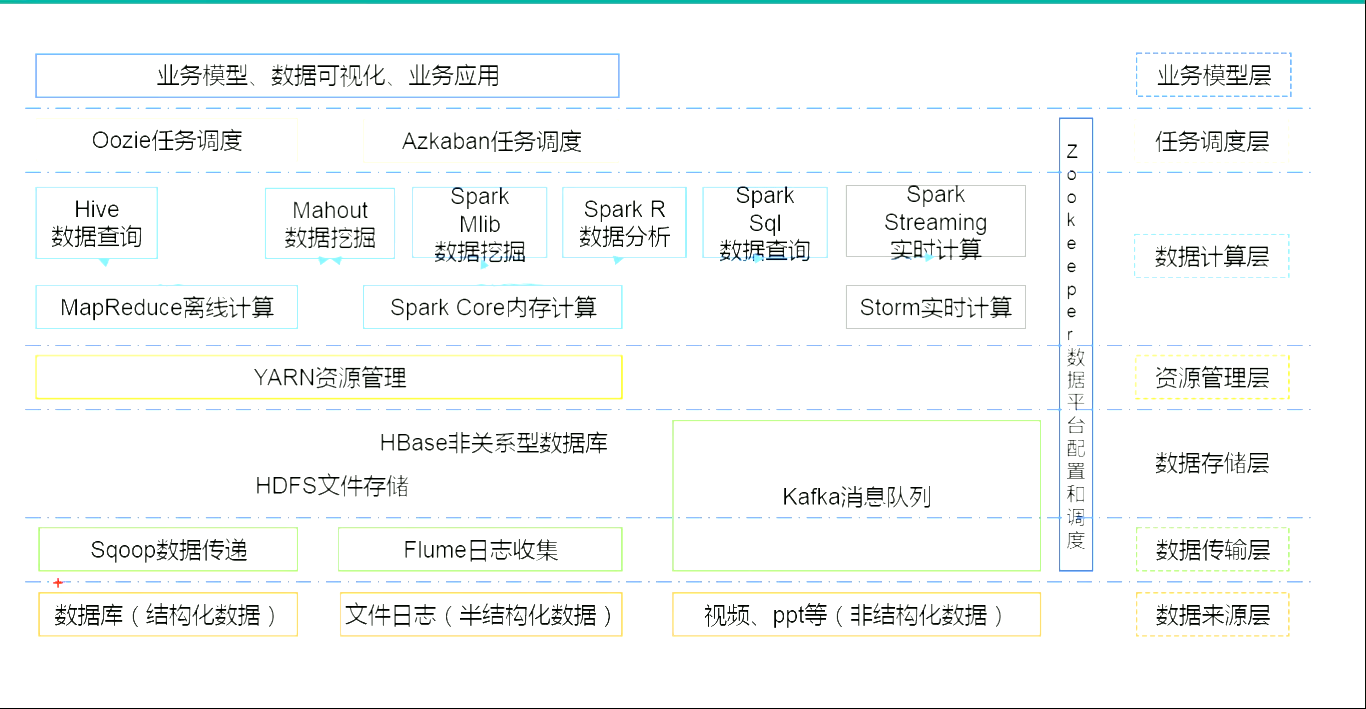 业务模型、数据可视化、业务应用
业务模型层
Oozie任务调度
Azkaban任务调度
任务调度层
Hive
数据查询
Mahout
数据挖掘
Spark
Mlib
数据挖掘
Spark R
数据分析
Spark
Sql
数据查询
Spark
Streaming
实时计算
数据计算层
MapReduce离线计算
Spark Core内存计算
Storm实时计算
Zookeeper数据平台配置和调度
YARN资源管理
资源管理层
HBase非关系型数据库
HDFS文件存储
Kafka消息队列
数据存储层
Sqoop数据传递
Flume日志收集
数据传输层
数据库（结构化数据）
文件日志（半结构化数据）
视频、ppt等（非结构化数据）
数据来源层